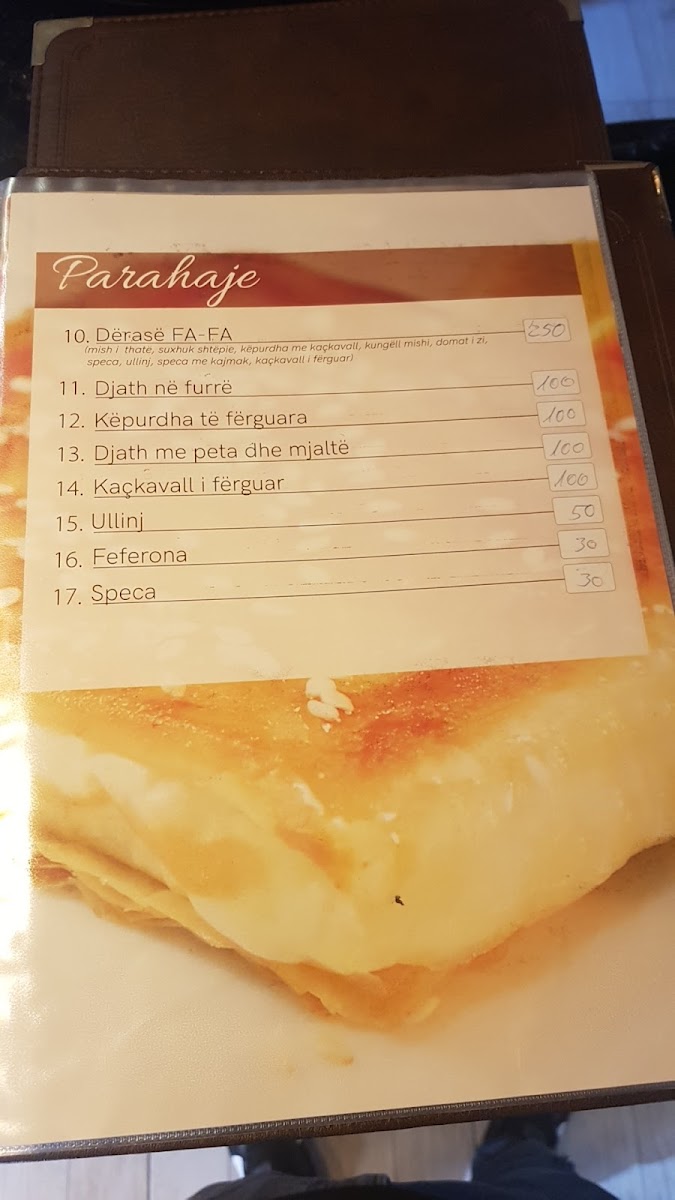 Parahaje
10. Dërasë FA-FA 250
(mish i thatë, suxhuk shtëpie, këpurdha me kaçkavall, kungëll mishi, domat i zi,
speca, ullinj, speca me kajmak, kaçkavall i fërguar)
11. Djath në furrë 100
12. Këpurdha të fërguara 100
13. Djath me peta dhe mjaltë 100
14. Kaçkavall i fërguar 100
15. Ullinj 50
16. Feferona 30
17. Speca 30